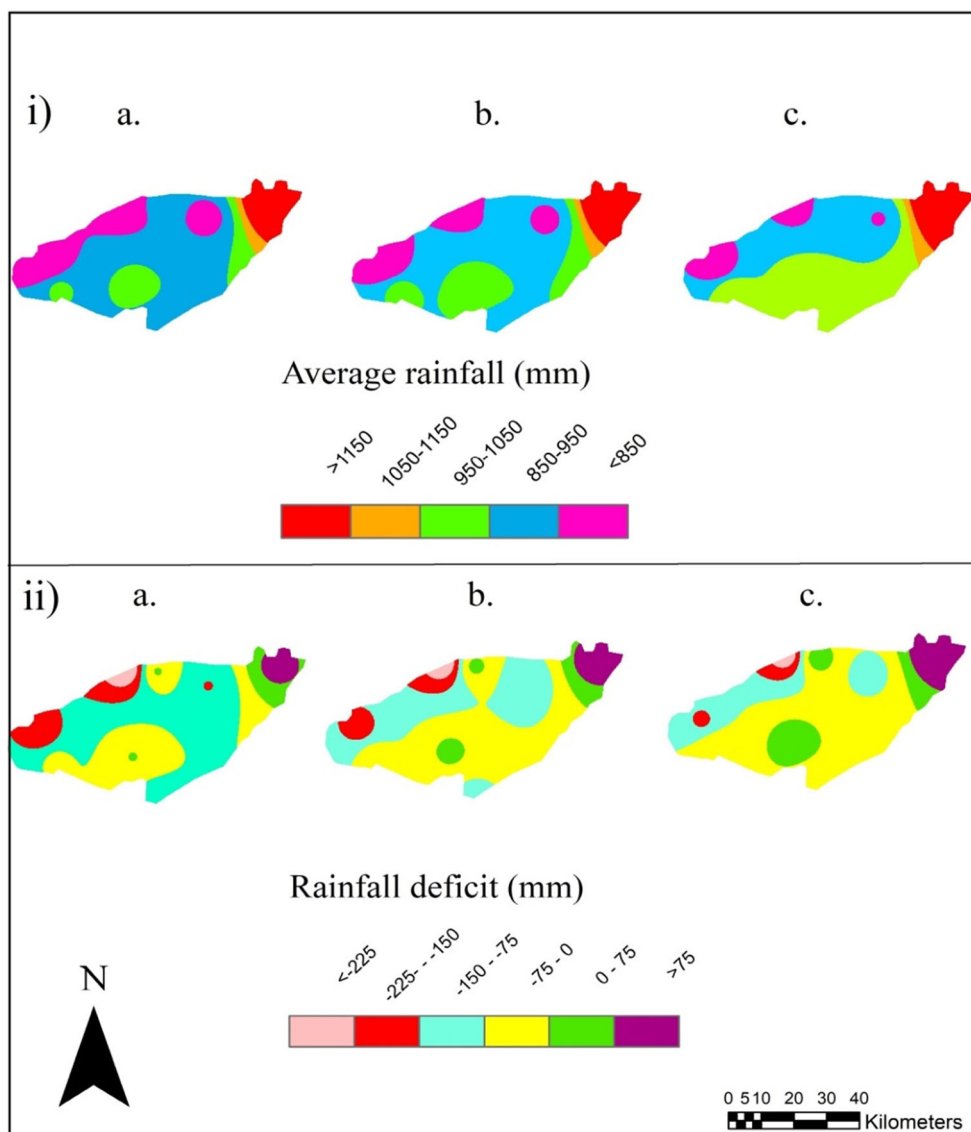 i)
a. b. c.
Average rainfall (mm)
>1150 1050-1150 950-1050 850-950 <850
ii)
a. b. c.
Rainfall deficit (mm)
<-225 -225- - -150 -150 - -75 -75 - 0 0 - 75 >75
N
0 5 10 20 30 40
Kilometers